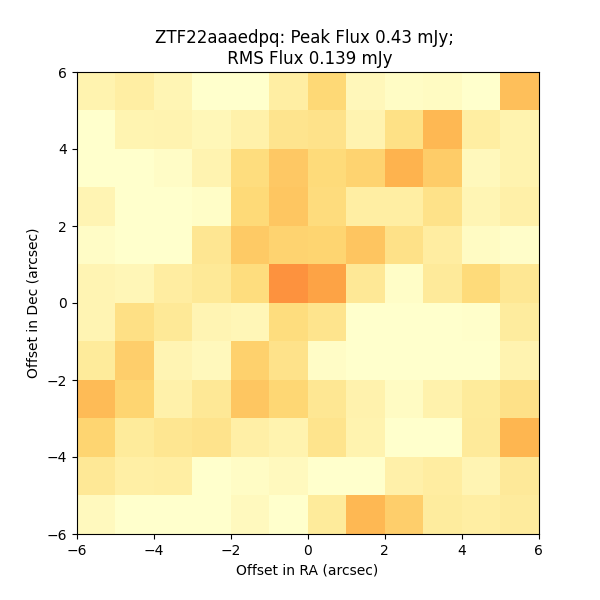 ZTF22aaaedpq: Peak Flux 0.43 mJy;
RMS Flux 0.139 mJy
6
4
2
0
−2
−4
−6
Offset in Dec (arcsec)
−6 −4 −2 0 2 4 6
Offset in RA (arcsec)